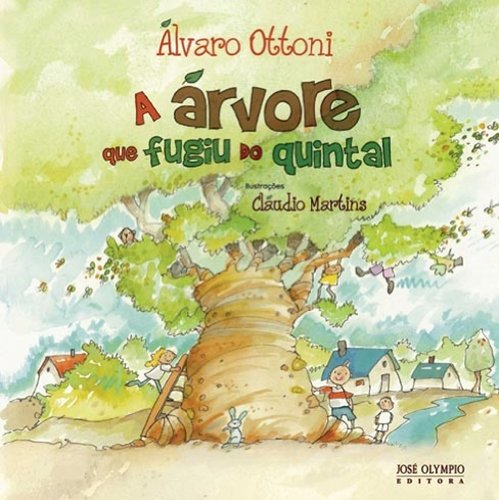 Álvaro Ottoni
A árvore
que fugiu do quintal
Ilustrações
Cláudio Martins
JOSÉ OLYMPIO
EDITORA